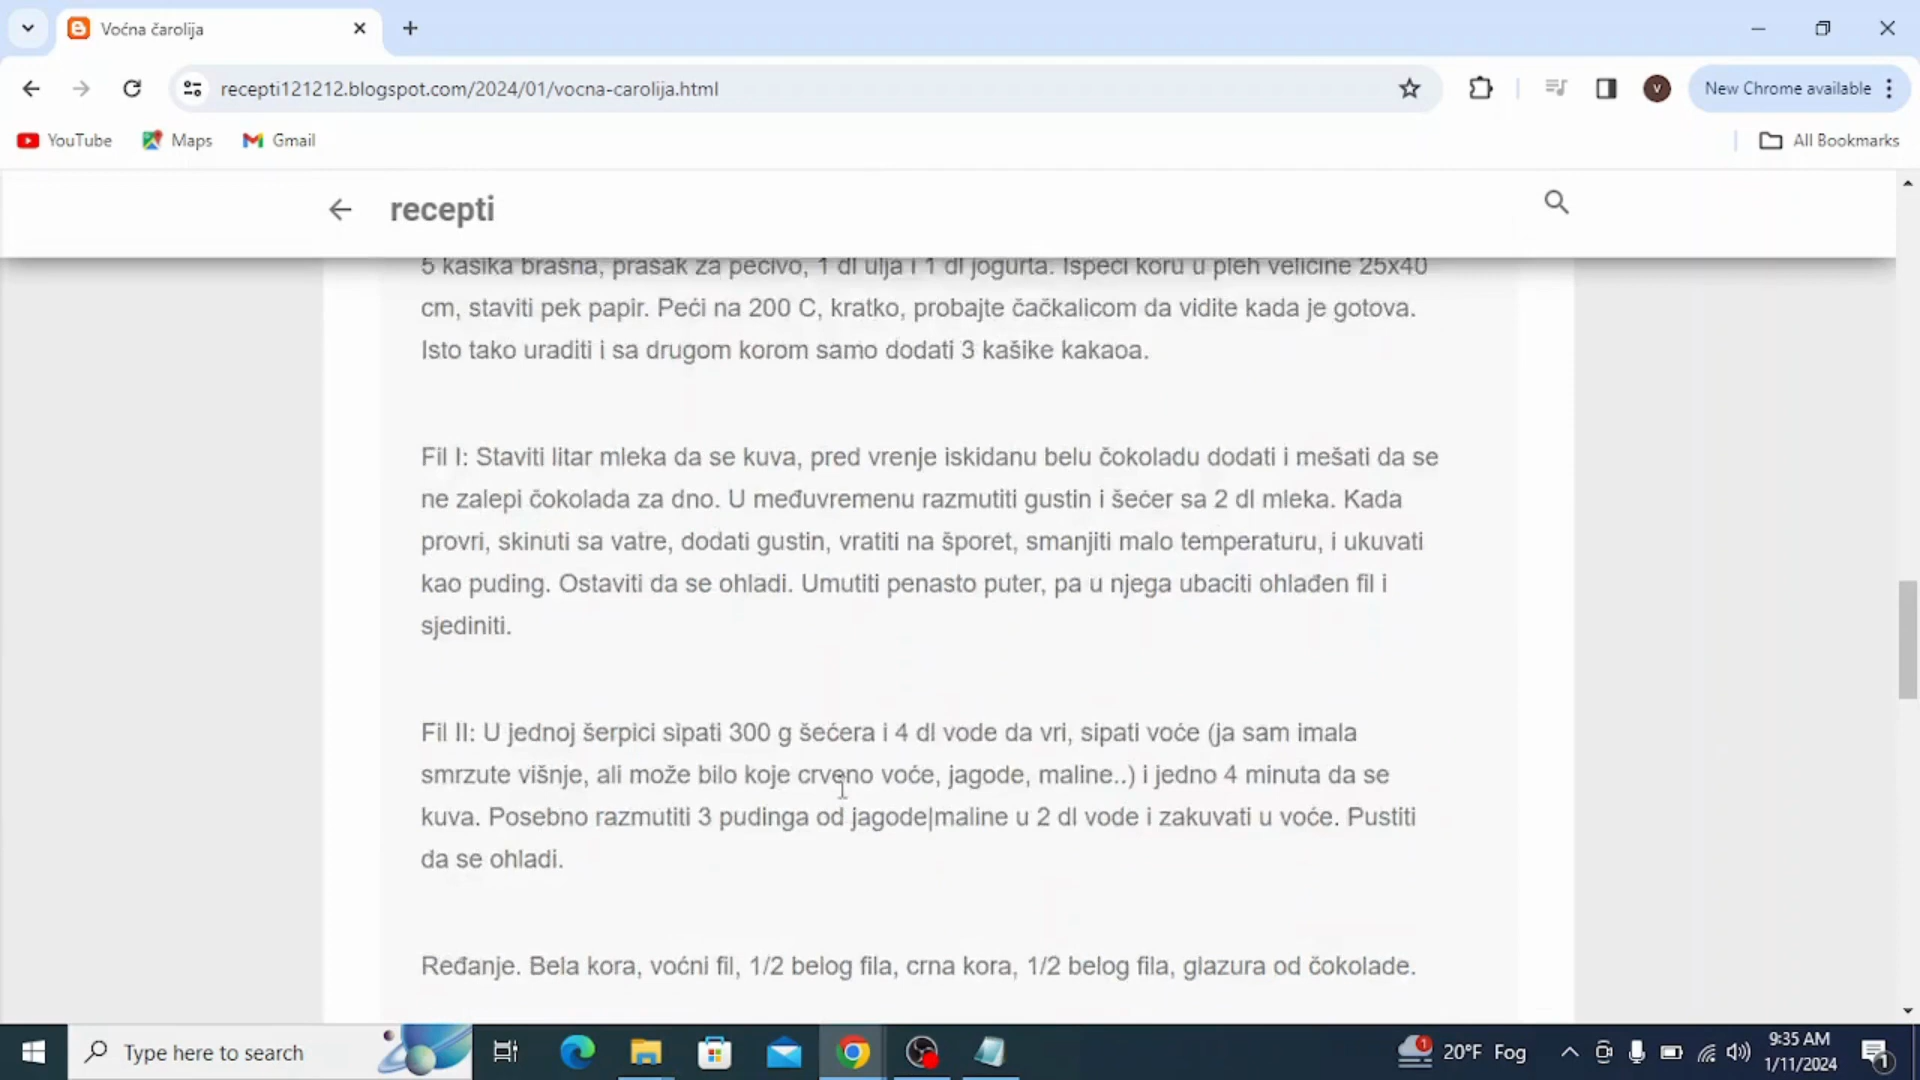 Voćna čarolija
recepti121212.blogspot.com/2024/01/vocna-carolija.html
V
New Chrome available
YouTube
Maps
Gmail
All Bookmarks
recepti
5 kašika brašna, prašak za pecivo, 1 dl ulja i 1 dl jogurta. Ispeći koru u pleh veličine 25x40
cm, staviti pek papir. Peći na 200 C, kratko, probajte čačkalicom da vidite kada je gotova.
Isto tako uraditi i sa drugom korom samo dodati 3 kašike kakaoa.
Fil I: Staviti litar mleka da se kuva, pred vrenje iskidanu belu čokoladu dodati i mešati da se
ne zalepi čokolada za dno. U međuvremenu razmutiti gustin i šećer sa 2 dl mleka. Kada
provri, skinuti sa vatre, dodati gustin, vratiti na šporet, smanjiti malo temperaturu, i ukuvati
kao puding. Ostaviti da se ohladi. Umutiti penasto puter, pa u njega ubaciti ohlađen fil i
sjediniti.
Fil II: U jednoj šerpici sipati 300 g šećera i 4 dl vode da vri, sipati voće (ja sam imala
smrzute višnje, ali može bilo koje crveno voće, jagode, maline..) i jedno 4 minuta da se
kuva. Posebno razmutiti 3 pudinga od jagode|maline u 2 dl vode i zakuvati u voće. Pustiti
da se ohladi.
Ređanje. Bela kora, voćni fil, 1/2 belog fila, crna kora, 1/2 belog fila, glazura od čokolade.
Type here to search
1
20°F Fog
9:35 AM
1/11/2024
1